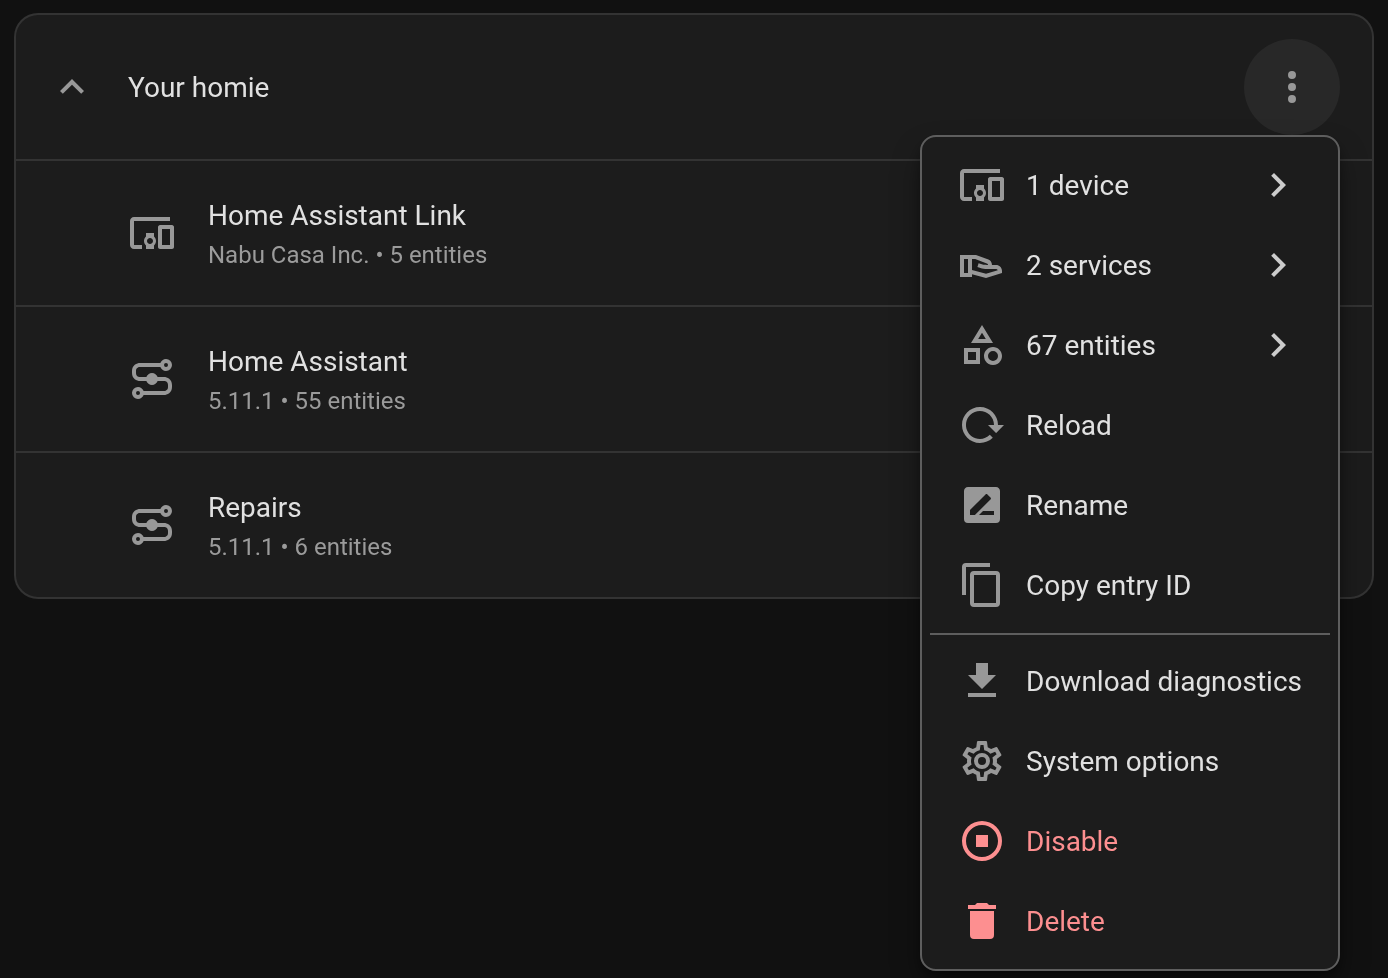 Your homie
Home Assistant Link
Nabu Casa Inc. • 5 entities
Home Assistant
5.11.1 • 55 entities
Repairs
5.11.1 • 6 entities
1 device
2 services
67 entities
Reload
Rename
Copy entry ID
Download diagnostics
System options
Disable
Delete